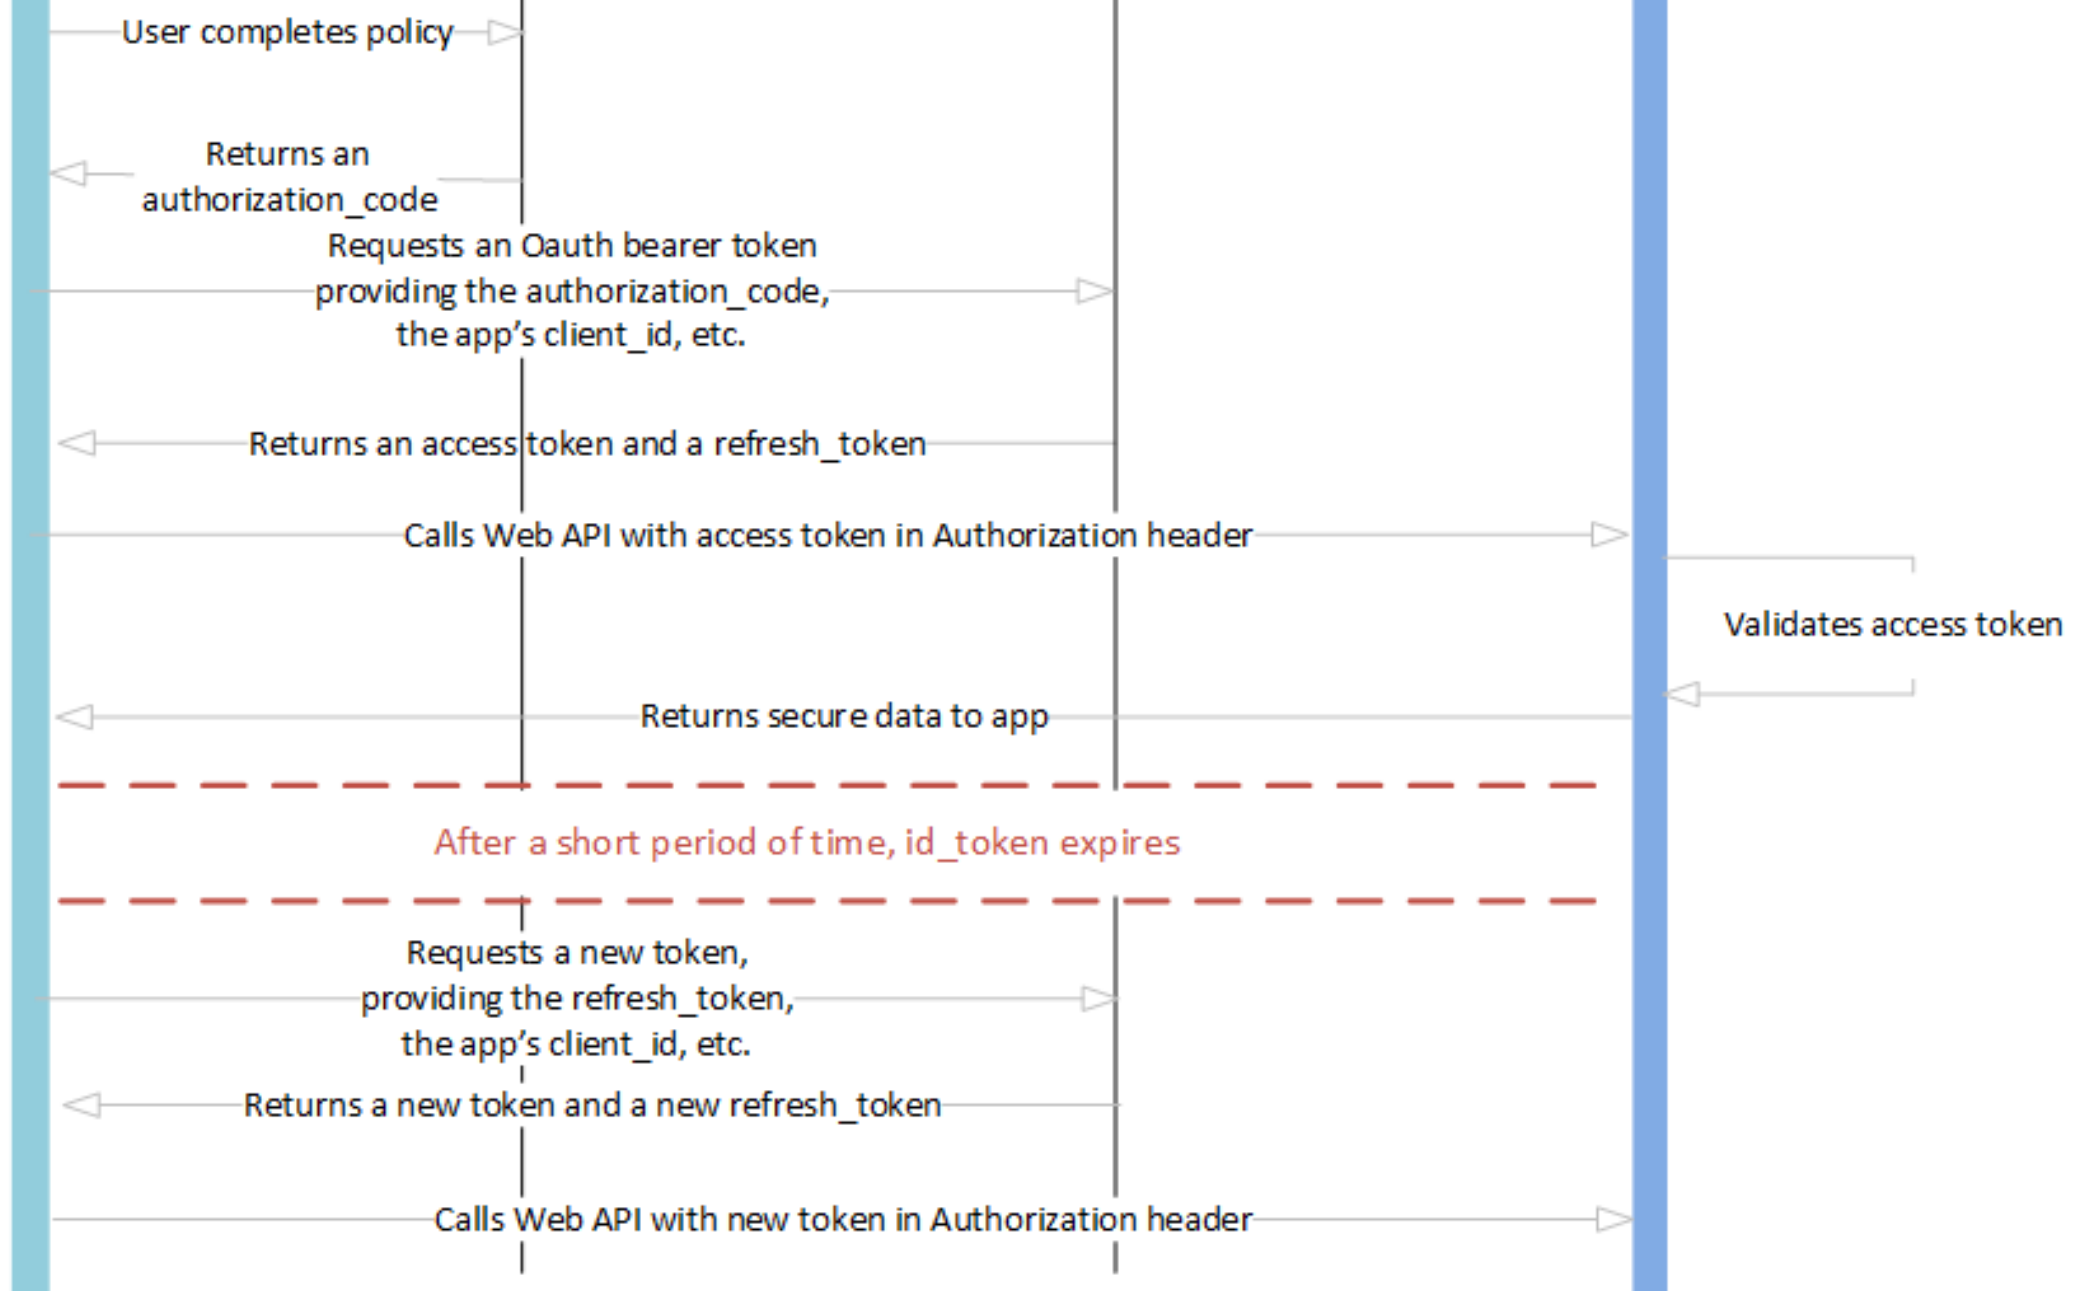 User completes policy
Returns an
authorization_code
Requests an Oauth bearer token
providing the authorization_code,
the app’s client_id, etc.
Returns an access token and a refresh_token
Calls Web API with access token in Authorization header
Validates access token
Returns secure data to app
After a short period of time, id_token expires
Requests a new token,
providing the refresh_token,
the app’s client_id, etc.
Returns a new token and a new refresh_token
Calls Web API with new token in Authorization header